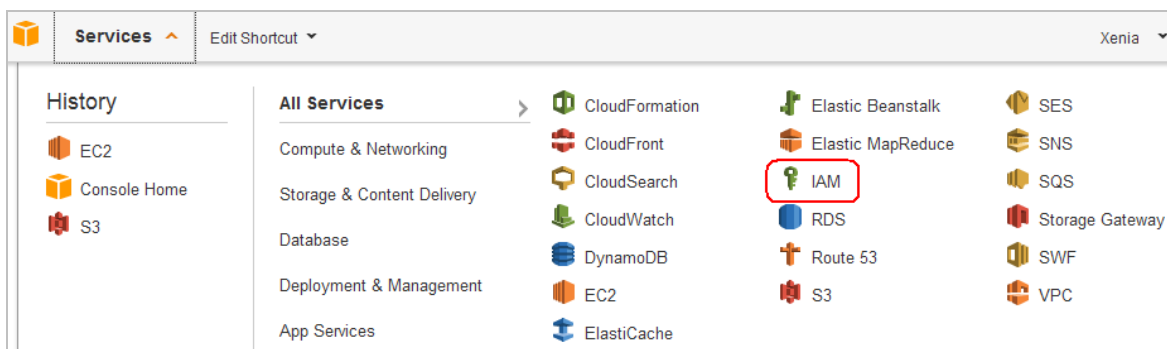 Services Edit Shortcut Xenia
History
EC2
Console Home
S3
All Services
Compute & Networking
Storage & Content Delivery
Database
Deployment & Management
App Services
CloudFormation
CloudFront
CloudSearch
CloudWatch
DynamoDB
EC2
ElastiCache
Elastic Beanstalk
Elastic MapReduce
IAM
RDS
Route 53
S3
SES
SNS
SQS
Storage Gateway
SWF
VPC